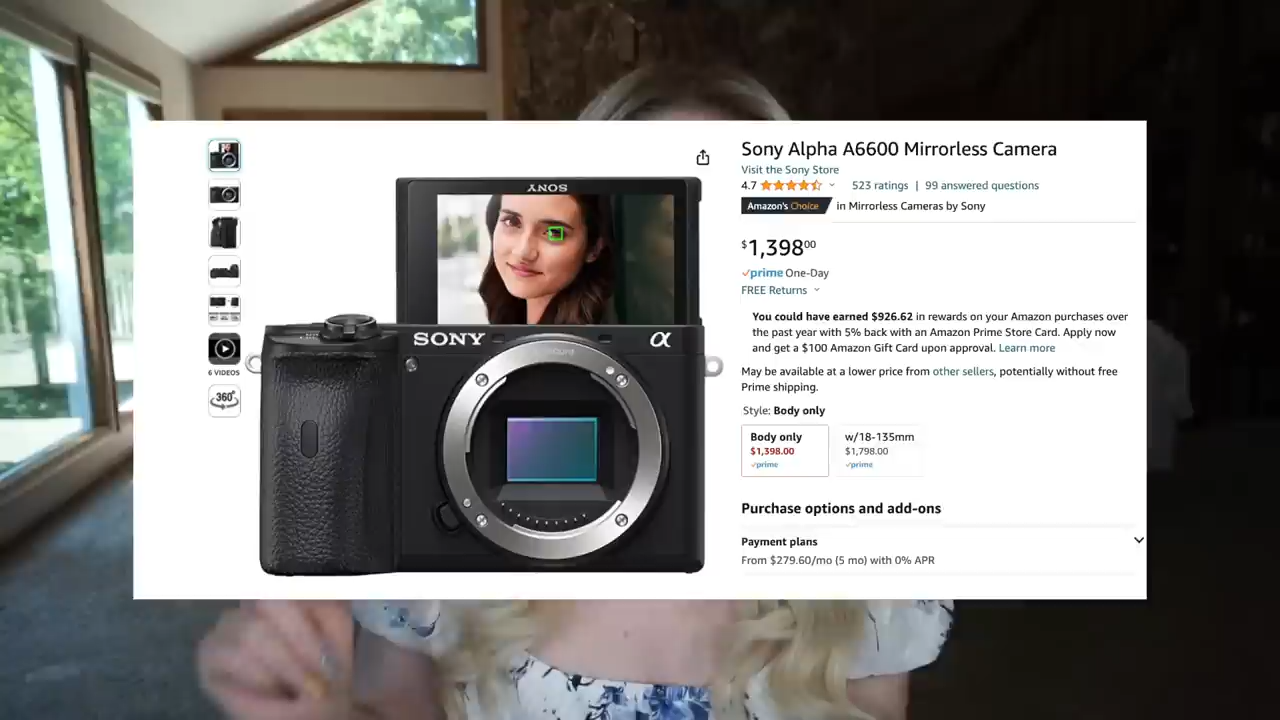 Sony Alpha A6600 Mirrorless Camera
Visit the Sony Store
4.7
523 ratings | 99 answered questions
Amazon's Choice in Mirrorless Cameras by Sony
$1,39800
prime One-Day
FREE Returns
You could have earned $926.62 in rewards on your Amazon purchases over
the past year with 5% back with an Amazon Prime Store Card. Apply now
and get a $100 Amazon Gift Card upon approval. Learn more
May be available at a lower price from other sellers, potentially without free
Prime shipping.
Style: Body only
Body only
$1,398.00
prime
w/18-135mm
$1,798.00
prime
Purchase options and add-ons
Payment plans
From $279.60/mo (5 mo) with 0% APR
6 VIDEOS
360°
SONY
SONY
α